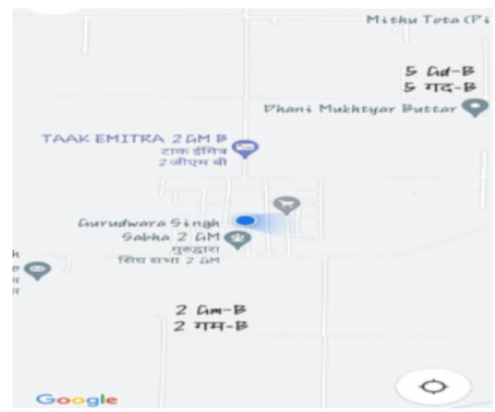 Mithu Tota (Pi
5 Gd-B
5 गद-B
Dhani Mukhtyar Buttar
TAAK EMITRA 2 GM B
टाक ईमित्र
2 जीएम बी
Gurudwara Singh
Sabha 2 GM
गुरुद्वारा
सिंघ सभा 2 GM
2 Gm-B
2 गम-B
Google